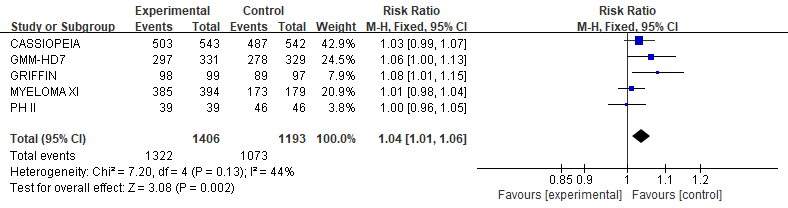 Experimental Control Risk Ratio Risk Ratio
Study or Subgroup Events Total Events Total Weight M-H, Fixed, 95% CI M-H, Fixed, 95% CI
CASSIOPEIA 503 543 487 542 42.9% 1.03 [0.99, 1.07]
GMM-HD7 297 331 278 329 24.5% 1.06 [1.00, 1.13]
GRIFFIN 98 99 89 97 7.9% 1.08 [1.01, 1.15]
MYELOMA XI 385 394 173 179 20.9% 1.01 [0.98, 1.04]
PH II 39 39 46 46 3.8% 1.00 [0.96, 1.05]
Total (95% CI) 1406 1193 100.0% 1.04 [1.01, 1.06]
Total events 1322 1073
Heterogeneity: Chi² = 7.20, df = 4 (P = 0.13); I² = 44%
Test for overall effect: Z = 3.08 (P = 0.002)
0.85 0.9 1 1.1 1.2
Favours [experimental] Favours [control]